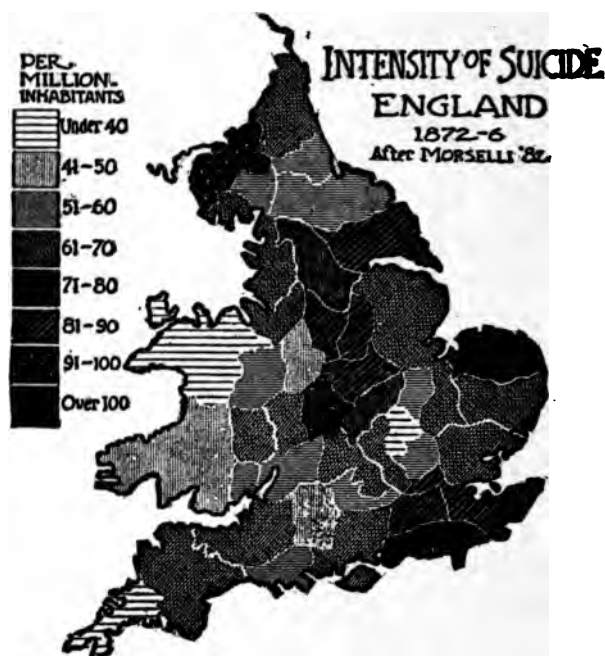 INTENSITY OF SUICIDE
ENGLAND
1872-6
After MORSELLI '82.
PER
MILLION
INHABITANTS
Under 40
41-50
51-60
61-70
71-80
81-90
91-100
Over 100